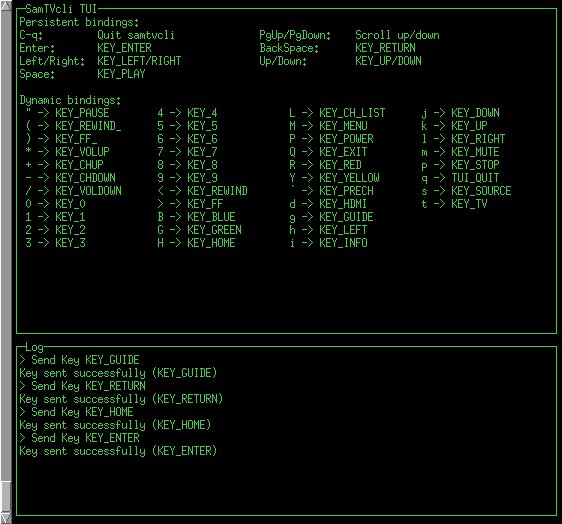 SamTVcli TUI
Persistent bindings:
C-q: Quit samtvcli PgUp/PgDown: Scroll up/down
Enter: KEY_ENTER BackSpace: KEY_RETURN
Left/Right: KEY_LEFT/RIGHT Up/Down: KEY_UP/DOWN
Space: KEY_PLAY
Dynamic bindings:
" -> KEY_PAUSE 4 -> KEY_4 L -> KEY_CH_LIST j -> KEY_DOWN
( -> KEY_REWIND_ 5 -> KEY_5 M -> KEY_MENU k -> KEY_UP
) -> KEY_FF_ 6 -> KEY_6 P -> KEY_POWER l -> KEY_RIGHT
* -> KEY_VOLUP 7 -> KEY_7 Q -> KEY_EXIT m -> KEY_MUTE
+ -> KEY_CHUP 8 -> KEY_8 R -> KEY_RED p -> KEY_STOP
- -> KEY_CHDOWN 9 -> KEY_9 Y -> KEY_YELLOW q -> TUI_QUIT
/ -> KEY_VOLDOWN < -> KEY_REWIND ` -> KEY_PRECH s -> KEY_SOURCE
0 -> KEY_0 > -> KEY_FF d -> KEY_HDMI t -> KEY_TV
1 -> KEY_1 B -> KEY_BLUE g -> KEY_GUIDE
2 -> KEY_2 G -> KEY_GREEN h -> KEY_LEFT
3 -> KEY_3 H -> KEY_HOME i -> KEY_INFO
Log
> Send Key KEY_GUIDE
Key sent successfully (KEY_GUIDE)
> Send Key KEY_RETURN
Key sent successfully (KEY_RETURN)
> Send Key KEY_HOME
Key sent successfully (KEY_HOME)
> Send Key KEY_ENTER
Key sent successfully (KEY_ENTER)